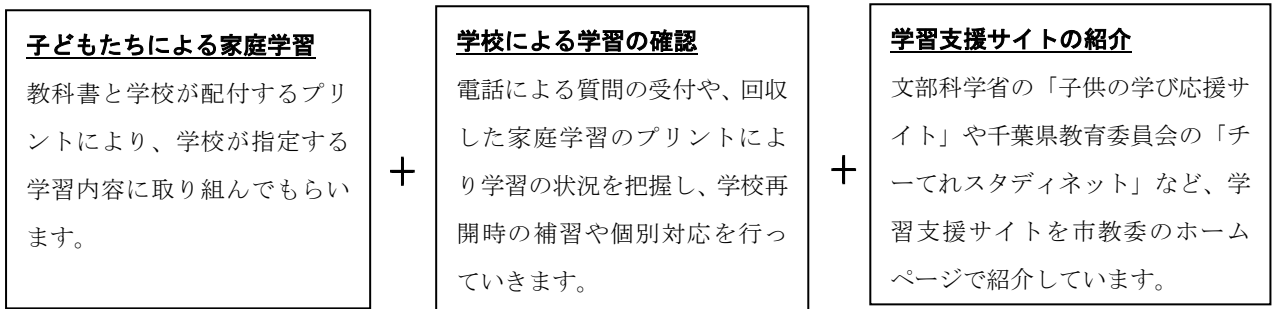 子どもたちによる家庭学習
教科書と学校が配付するプリ
ントにより、学校が指定する
学習内容に取り組んでもらい
ます。
＋
学校による学習の確認
電話による質問の受付や、回収
した家庭学習のプリントによ
り学習の状況を把握し、学校再
開時の補習や個別対応を行っ
ていきます。
＋
学習支援サイトの紹介
文部科学省の「子供の学び応援サ
イト」や千葉県教育委員会の「チ
ーてれスタディネット」など、学
習支援サイトを市教委のホーム
ページで紹介しています。